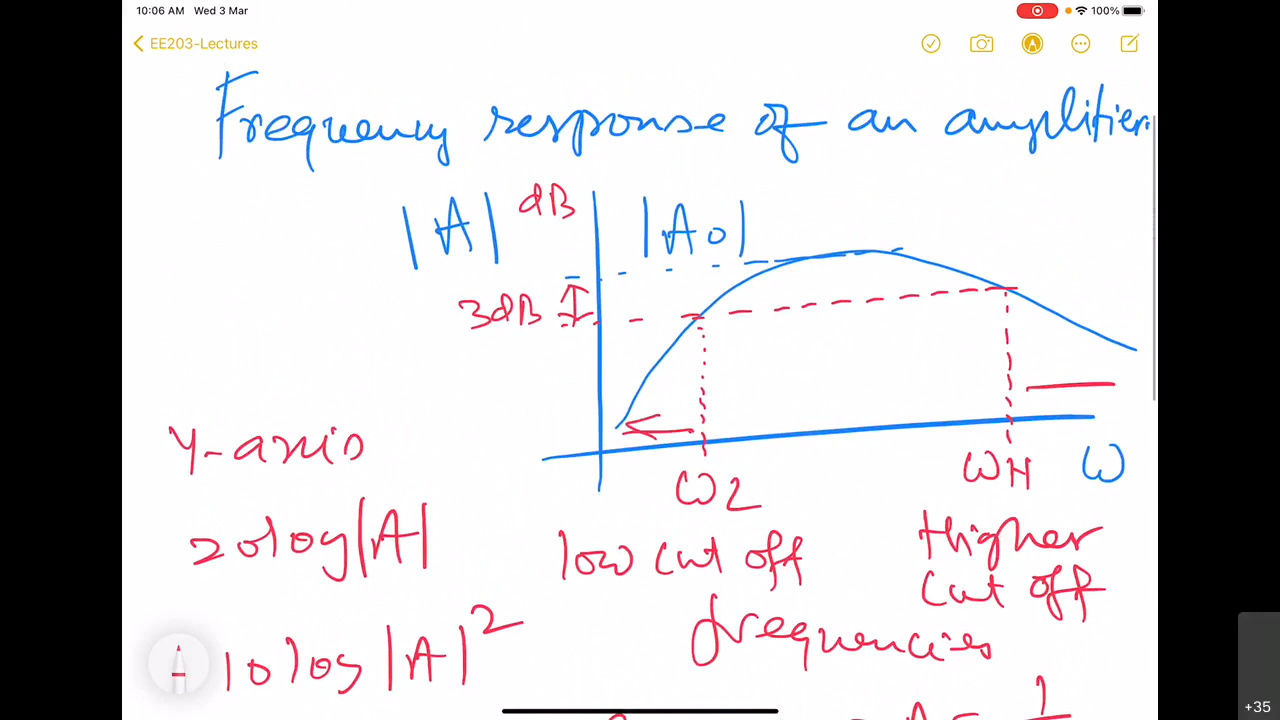 10:06 AM Wed 3 Mar
100%
EE203-Lectures
Frequency response of an amplifier.
|A| dB |A0|
3dB
Y-axis
ωL ωH ω
20log|A|
low cut off Higher
cut off
frequencies
10log|A|²
+35